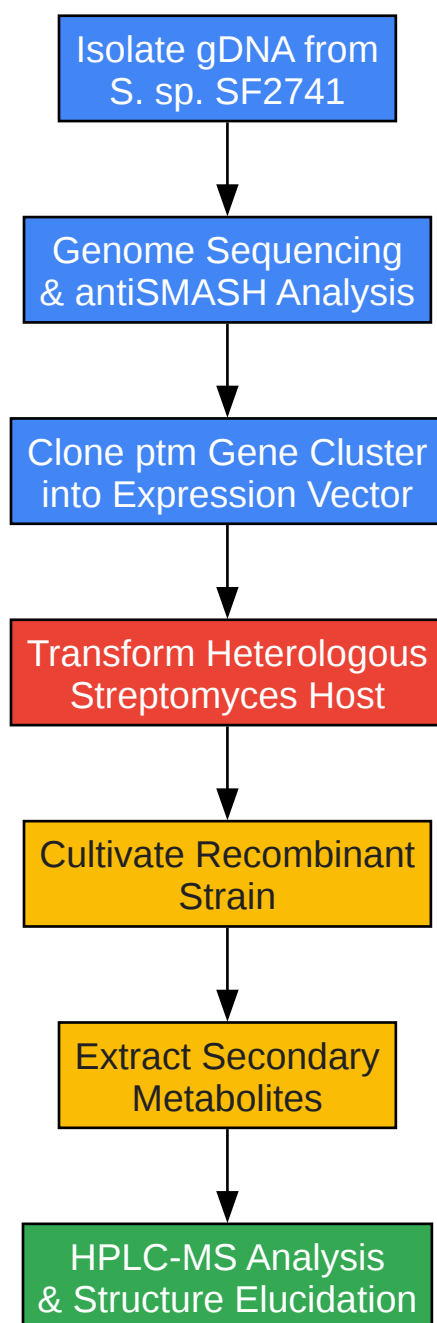 Isolate gDNA from
S. sp. SF2741
Genome Sequencing
& antiSMASH Analysis
Clone ptm Gene Cluster
into Expression Vector
Transform Heterologous
Streptomyces Host
Cultivate Recombinant
Strain
Extract Secondary
Metabolites
HPLC-MS Analysis
& Structure Elucidation